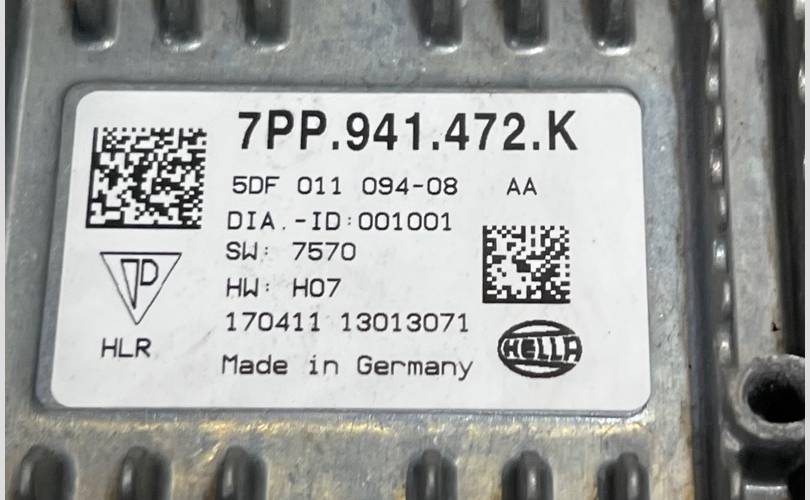 7PP.941.472.K
5DF 011 094-08 AA
DIA.-ID:001001
SW: 7570
HW: H07
170411 13013071
HLR
HELLA
Made in Germany